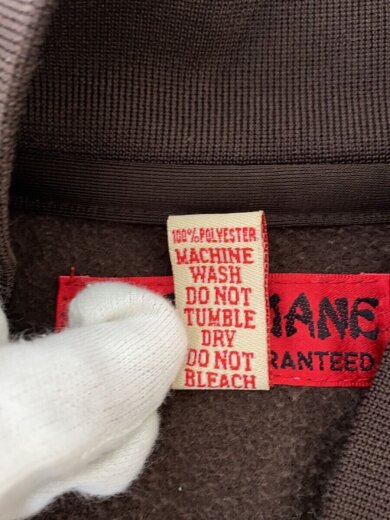 100% POLYESTER
MACHINE
WASH
DO NOT
TUMBLE
DRY
DO NOT
BLEACH